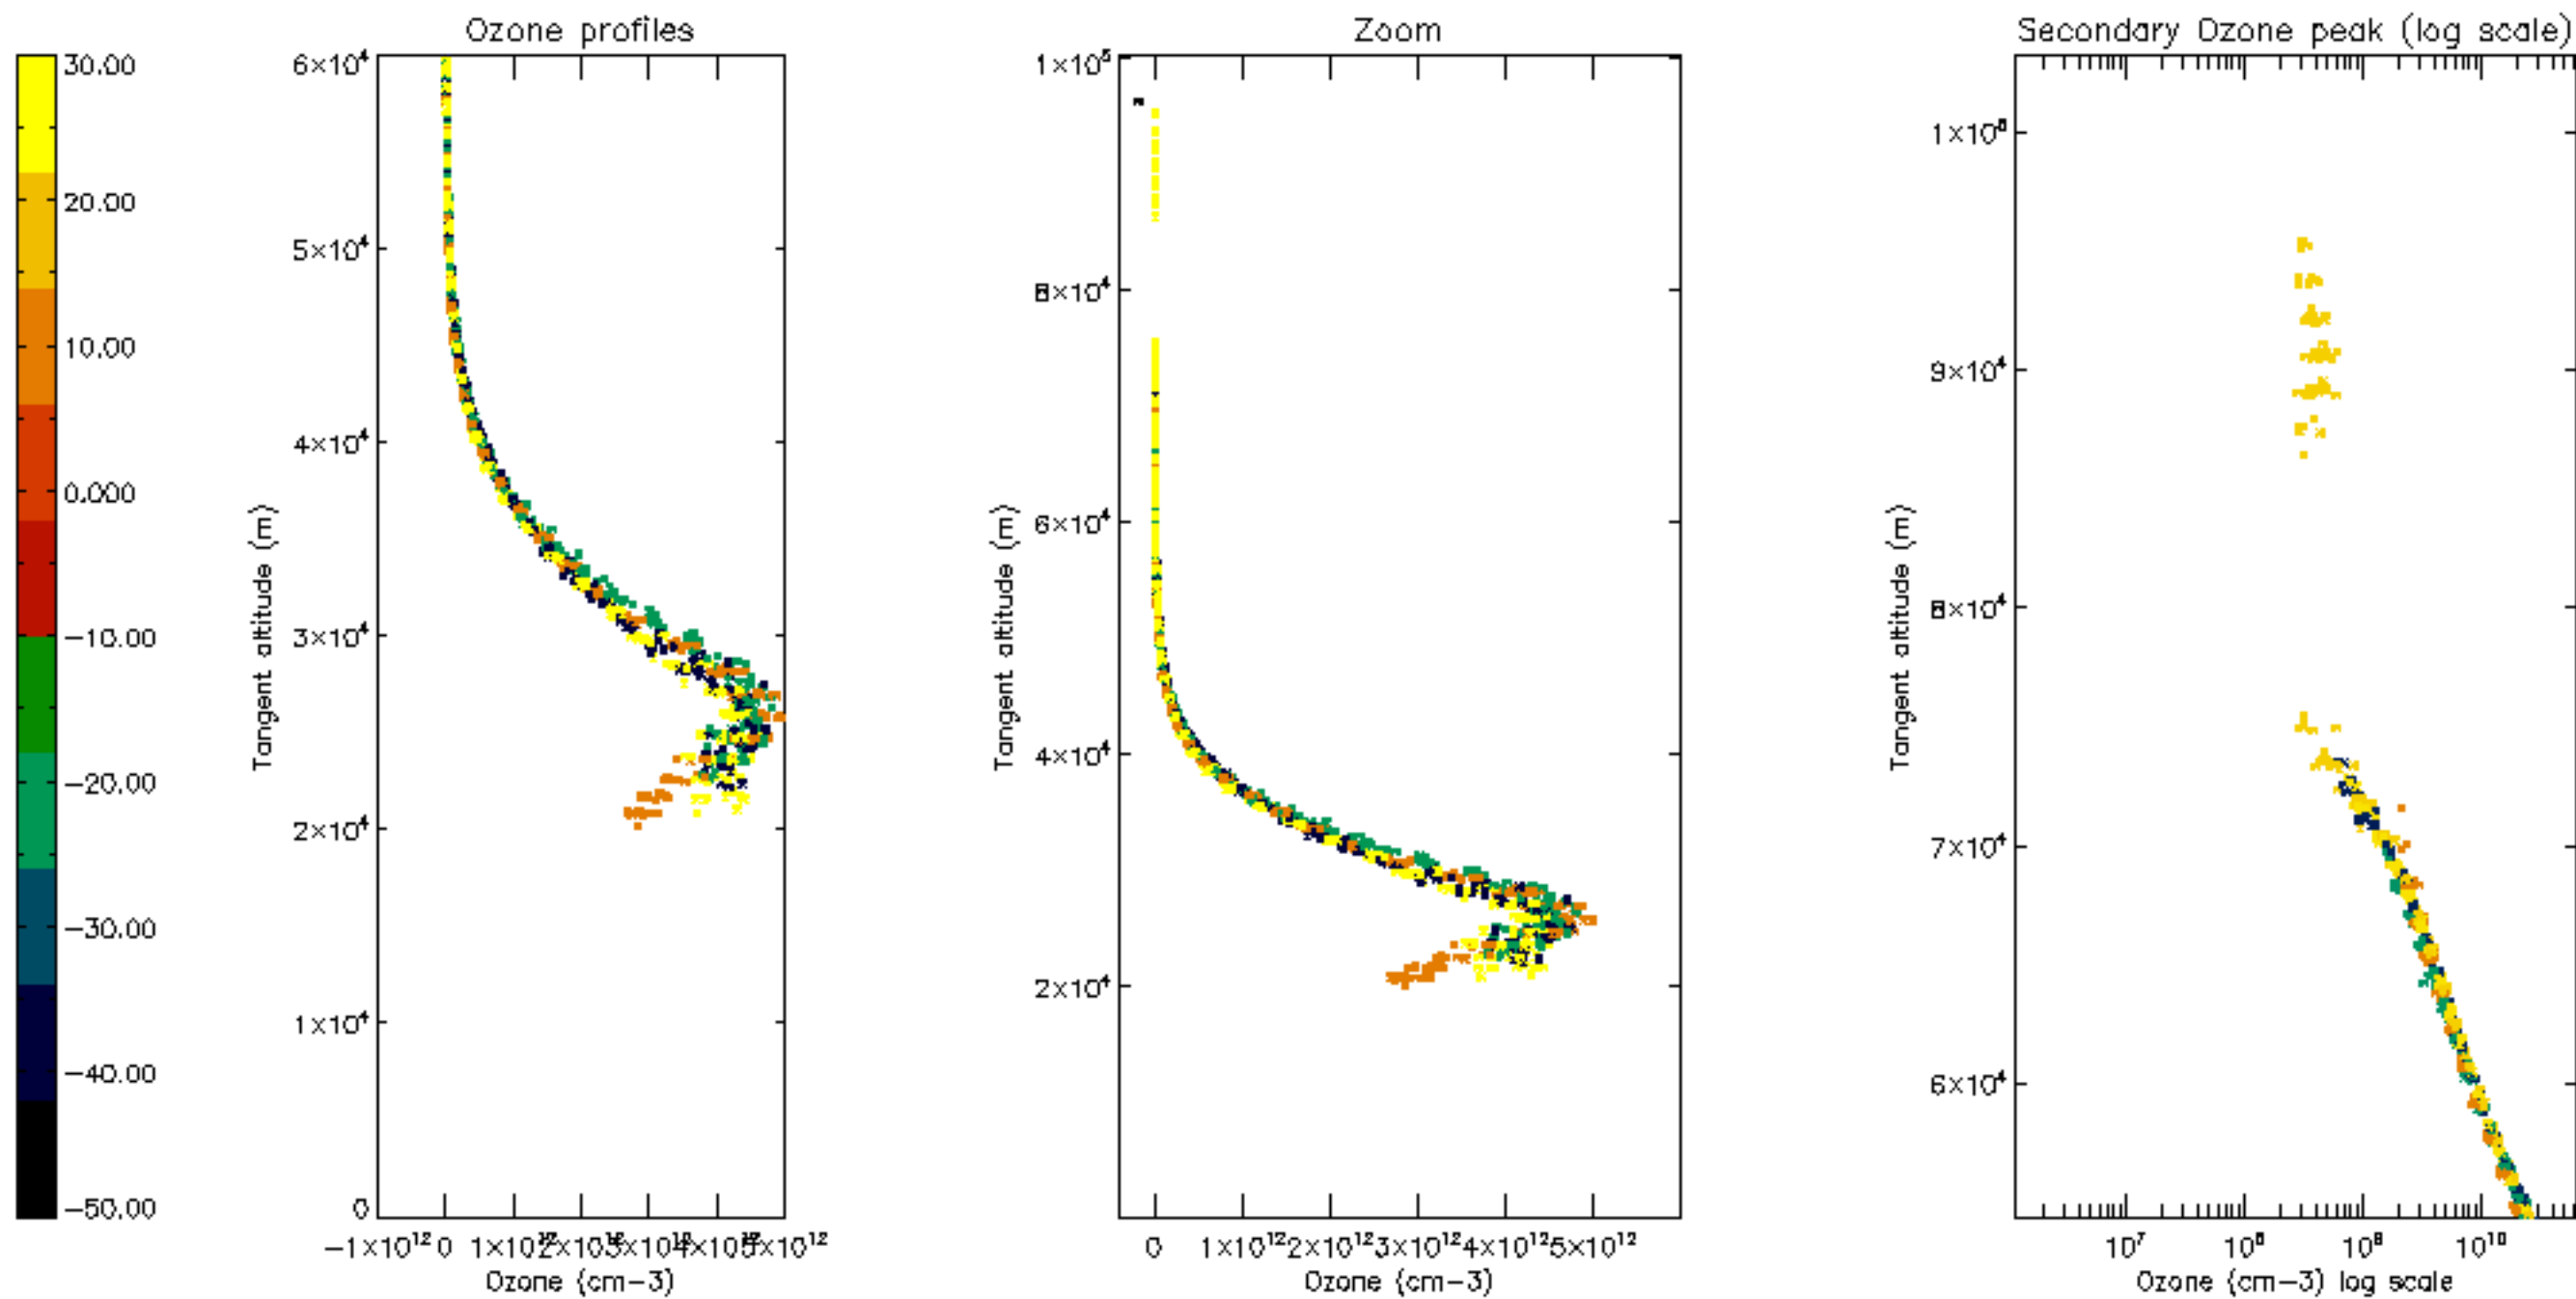 Ozone profiles
Zoom
Secondary Ozone peak (log scale)
30.00
20.00
10.00
0.000
−10.00
−20.00
−30.00
−40.00
−50.00
6×10⁴
5×10⁴
4×10⁴
3×10⁴
2×10⁴
1×10⁴
0
Tangent altitude (m)
−1×10¹² 0
Ozone (cm−3)
1×10⁵
8×10⁴
6×10⁴
4×10⁴
2×10⁴
Tangent altitude (m)
0 1×10¹² 2×10¹² 3×10¹² 4×10¹² 5×10¹²
Ozone (cm−3)
9×10⁴
8×10⁴
7×10⁴
6×10⁴
Tangent altitude (m)
10⁷ 10⁸ 10⁹ 10¹⁰
Ozone (cm−3) log scale